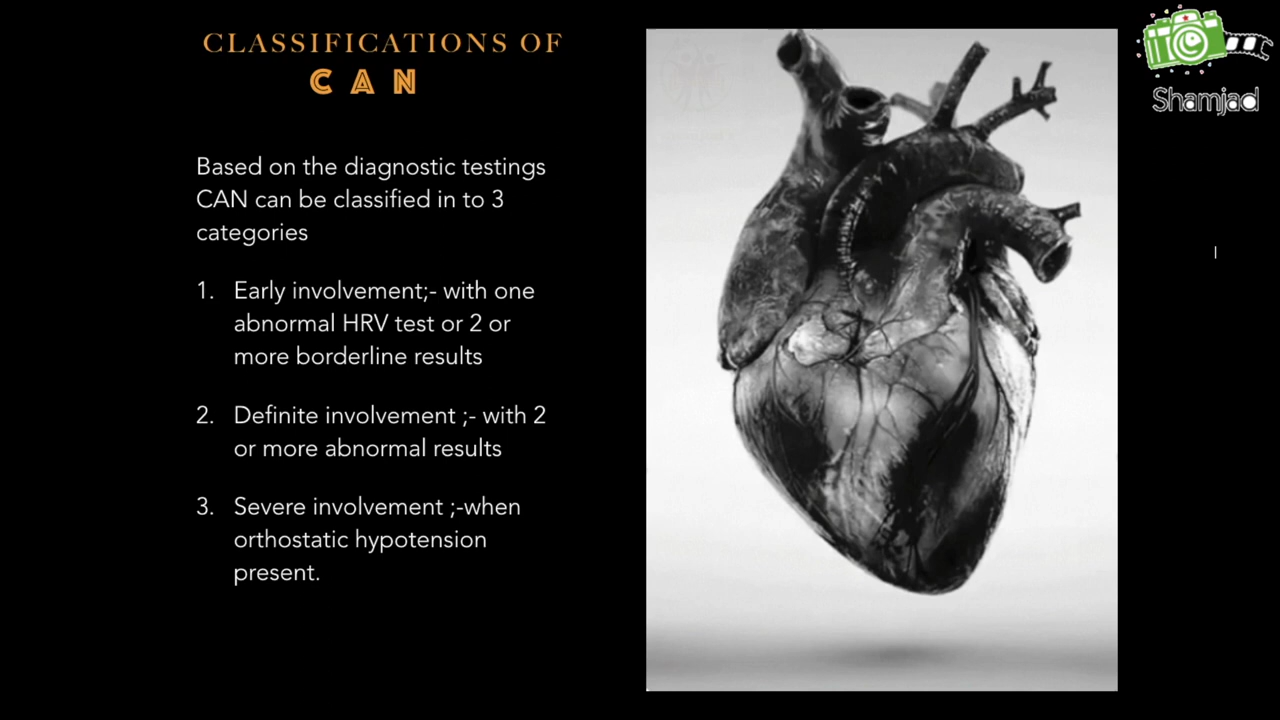 CLASSIFICATIONS OF
CAN
Based on the diagnostic testings
CAN can be classified in to 3
categories
1. Early involvement;- with one
abnormal HRV test or 2 or
more borderline results
2. Definite involvement ;- with 2
or more abnormal results
3. Severe involvement ;-when
orthostatic hypotension
present.
Shamjad